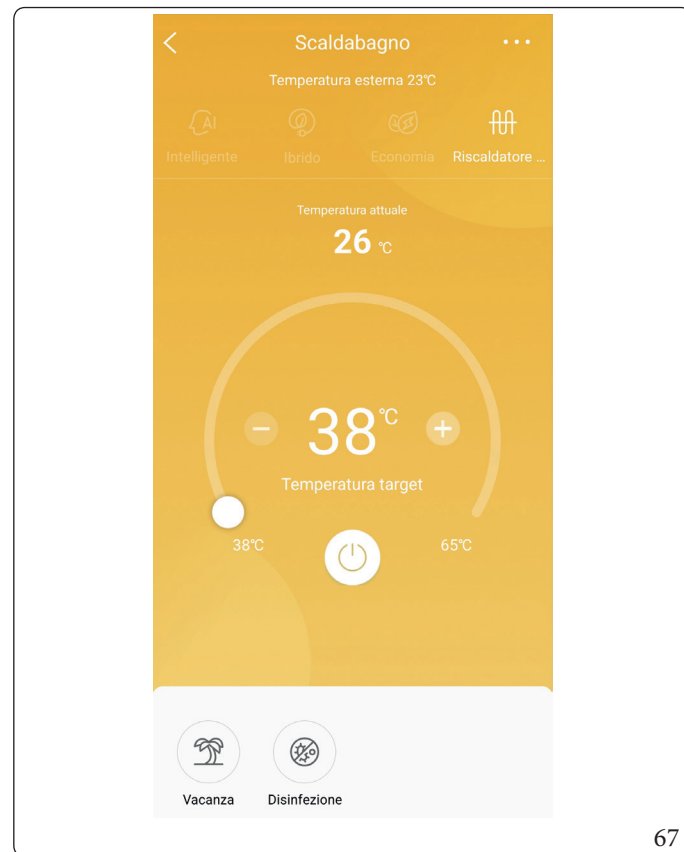 Scaldabagno
Temperatura esterna 23℃
AI
Intelligente Ibrido Economia Riscaldatore ...
Temperatura attuale
26 ℃
− 38℃ +
Temperatura target
38℃ 65℃
Vacanza Disinfezione
67